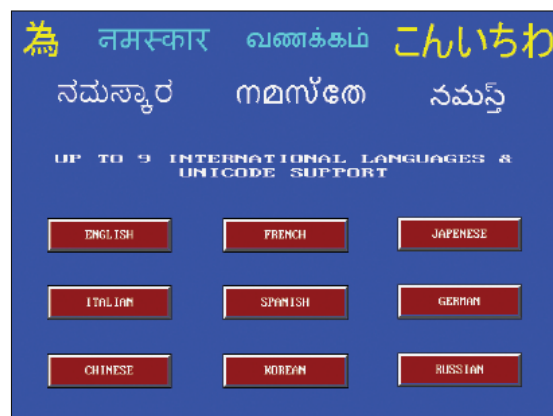 為 नमस्कार வணக்கம் こんいちわ
ನಮಸ್ಕಾರ നമസ്തേ నమస్తే
UP TO 9 INTERNATIONAL LANGUAGES &
UNICODE SUPPORT
ENGLISH FRENCH JAPENESE
ITALIAN SPANISH GERMAN
CHINESE KOREAN RUSSIAN